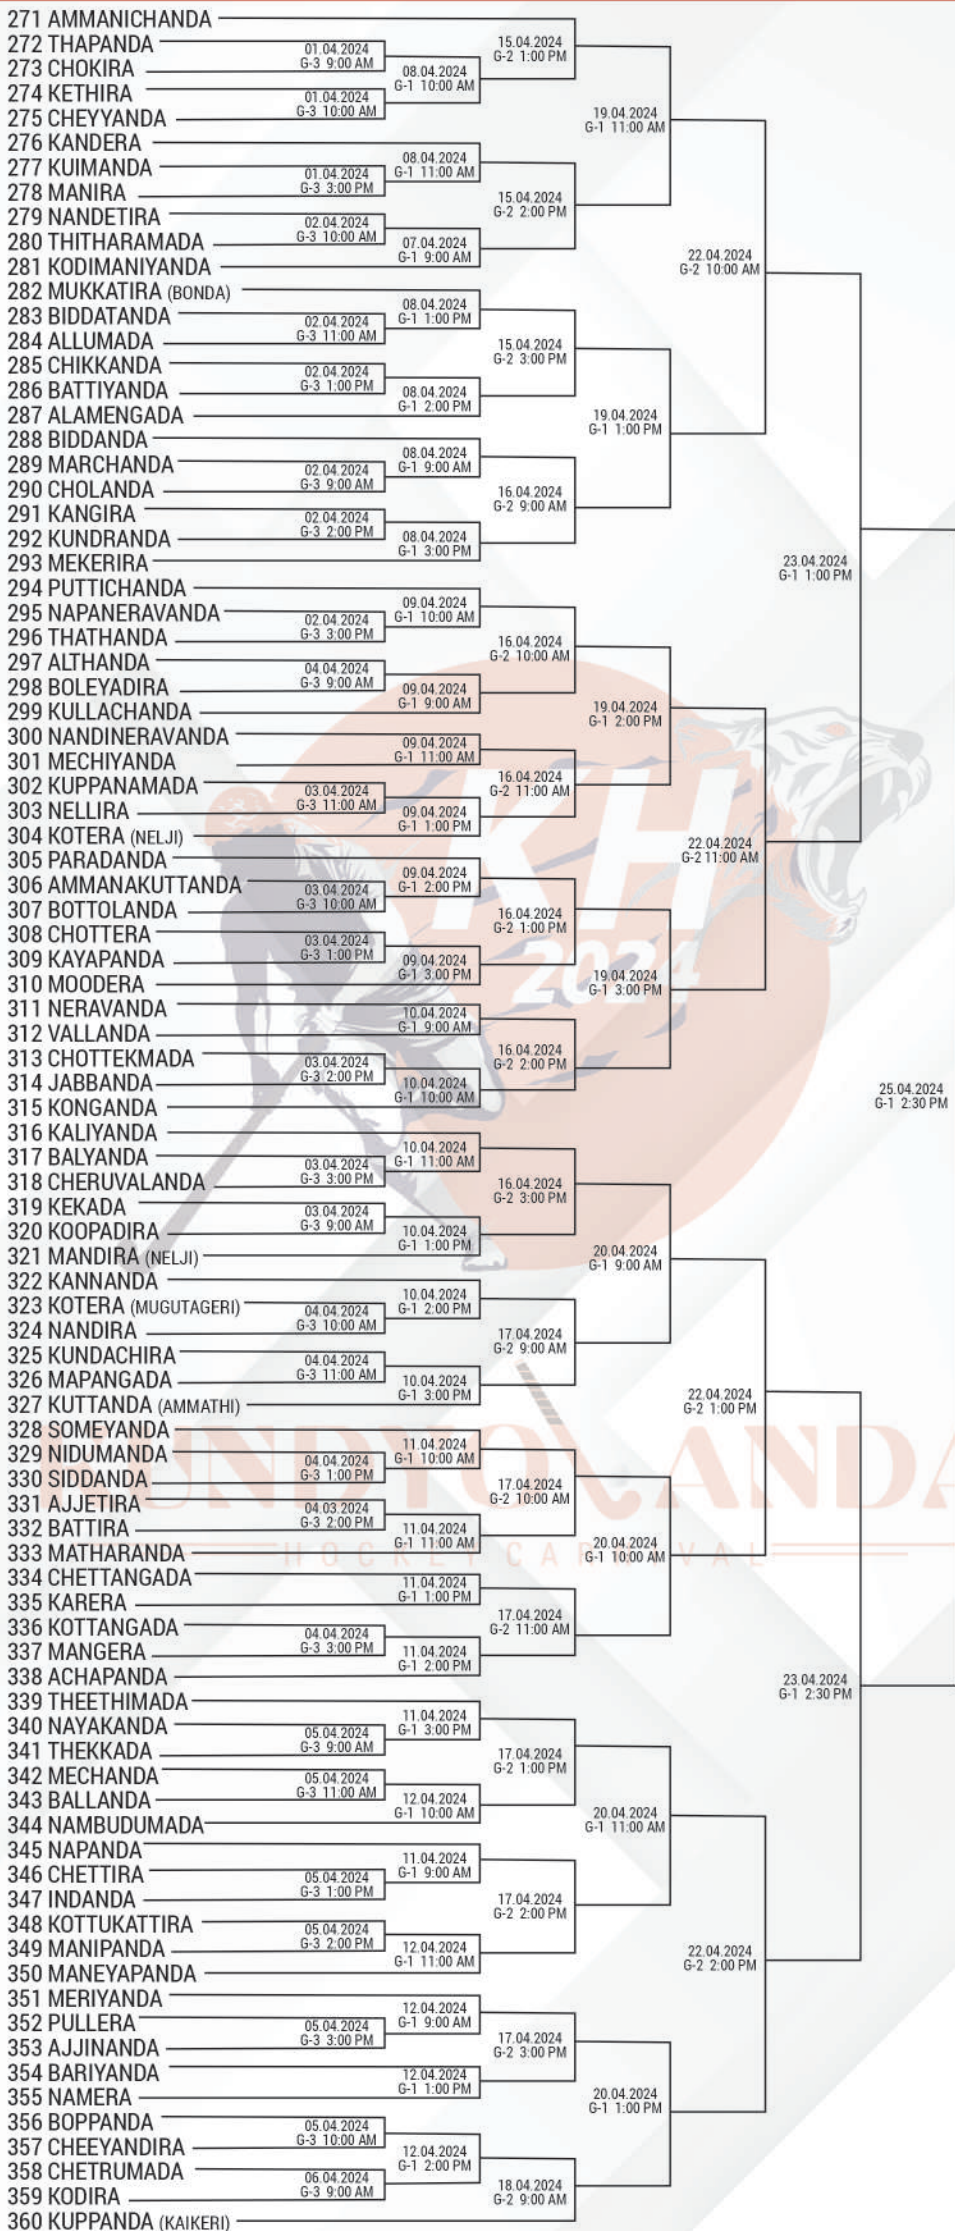 271 AMMANICHANDA
272 THAPANDA
273 CHOKIRA
274 KETHIRA
275 CHEYYANDA
276 KANDERA
277 KUIMANDA
278 MANIRA
279 NANDETIRA
280 THITHARAMADA
281 KODIMANIYANDA
282 MUKKATIRA (BONDA)
283 BIDDATANDA
284 ALLUMADA
285 CHIKKANDA
286 BATTIYANDA
287 ALAMENGADA
288 BIDDANDA
289 MARCHANDA
290 CHOLANDA
291 KANGIRA
292 KUNDRANDA
293 MEKERIRA
294 PUTTICHANDA
295 NAPANERAVANDA
296 THATHANDA
297 ALTHANDA
298 BOLEYADIRA
299 KULLACHANDA
300 NANDINERAVANDA
301 MECHIYANDA
302 KUPPANAMADA
303 NELLIRA
304 KOTERA (NELJI)
305 PARADANDA
306 AMMANAKUTTANDA
307 BOTTOLANDA
308 CHOTTERA
309 KAYAPANDA
310 MOODERA
311 NERAVANDA
312 VALLANDA
313 CHOTTEKMADA
314 JABBANDA
315 KONGANDA
316 KALIYANDA
317 BALYANDA
318 CHERUVALANDA
319 KEKADA
320 KOOPADIRA
321 MANDIRA (NELJI)
322 KANNANDA
323 KOTERA (MUGUTAGERI)
324 NANDIRA
325 KUNDACHIRA
326 MAPANGADA
327 KUTTANDA (AMMATHI)
328 SOMEYANDA
329 NIDUMANDA
330 SIDDANDA
331 AJJETIRA
332 BATTIRA
333 MATHARANDA
334 CHETTANGADA
335 KARERA
336 KOTTANGADA
337 MANGERA
338 ACHAPANDA
339 THEETHIMADA
340 NAYAKANDA
341 THEKKADA
342 MECHANDA
343 BALLANDA
344 NAMBUDUMADA
345 NAPANDA
346 CHETTIRA
347 INDANDA
348 KOTTUKATTIRA
349 MANIPANDA
350 MANEYAPANDA
351 MERIYANDA
352 PULLERA
353 AJJINANDA
354 BARIYANDA
355 NAMERA
356 BOPPANDA
357 CHEEYANDIRA
358 CHETRUMADA
359 KODIRA
360 KUPPANDA (KAIKERI)
01.04.2024
G-3 9:00 AM
01.04.2024
G-3 10:00 AM
01.04.2024
G-3 3:00 PM
02.04.2024
G-3 10:00 AM
02.04.2024
G-3 11:00 AM
02.04.2024
G-3 1:00 PM
02.04.2024
G-3 9:00 AM
02.04.2024
G-3 2:00 PM
02.04.2024
G-3 3:00 PM
04.04.2024
G-3 9:00 AM
03.04.2024
G-3 11:00 AM
03.04.2024
G-3 10:00 AM
03.04.2024
G-3 1:00 PM
03.04.2024
G-3 2:00 PM
03.04.2024
G-3 3:00 PM
03.04.2024
G-3 9:00 AM
04.04.2024
G-3 10:00 AM
04.04.2024
G-3 11:00 AM
04.04.2024
G-3 1:00 PM
04.03.2024
G-3 2:00 PM
04.04.2024
G-3 3:00 PM
05.04.2024
G-3 9:00 AM
05.04.2024
G-3 11:00 AM
05.04.2024
G-3 1:00 PM
05.04.2024
G-3 2:00 PM
05.04.2024
G-3 3:00 PM
05.04.2024
G-3 10:00 AM
06.04.2024
G-3 9:00 AM
08.04.2024
G-1 10:00 AM
08.04.2024
G-1 11:00 AM
07.04.2024
G-1 9:00 AM
08.04.2024
G-1 1:00 PM
08.04.2024
G-1 2:00 PM
08.04.2024
G-1 9:00 AM
08.04.2024
G-1 3:00 PM
09.04.2024
G-1 10:00 AM
09.04.2024
G-1 9:00 AM
09.04.2024
G-1 11:00 AM
09.04.2024
G-1 1:00 PM
09.04.2024
G-1 2:00 PM
09.04.2024
G-1 3:00 PM
10.04.2024
G-1 9:00 AM
10.04.2024
G-1 10:00 AM
10.04.2024
G-1 11:00 AM
10.04.2024
G-1 1:00 PM
10.04.2024
G-1 2:00 PM
10.04.2024
G-1 3:00 PM
11.04.2024
G-1 10:00 AM
11.04.2024
G-1 11:00 AM
11.04.2024
G-1 1:00 PM
11.04.2024
G-1 2:00 PM
11.04.2024
G-1 3:00 PM
12.04.2024
G-1 10:00 AM
11.04.2024
G-1 9:00 AM
12.04.2024
G-1 11:00 AM
12.04.2024
G-1 9:00 AM
12.04.2024
G-1 1:00 PM
12.04.2024
G-1 2:00 PM
15.04.2024
G-2 1:00 PM
15.04.2024
G-2 2:00 PM
15.04.2024
G-2 3:00 PM
16.04.2024
G-2 9:00 AM
16.04.2024
G-2 10:00 AM
16.04.2024
G-2 11:00 AM
16.04.2024
G-2 1:00 PM
16.04.2024
G-2 2:00 PM
16.04.2024
G-2 3:00 PM
17.04.2024
G-2 9:00 AM
17.04.2024
G-2 10:00 AM
17.04.2024
G-2 11:00 AM
17.04.2024
G-2 1:00 PM
17.04.2024
G-2 2:00 PM
17.04.2024
G-2 3:00 PM
18.04.2024
G-2 9:00 AM
19.04.2024
G-1 11:00 AM
19.04.2024
G-1 1:00 PM
19.04.2024
G-1 2:00 PM
19.04.2024
G-1 3:00 PM
20.04.2024
G-1 9:00 AM
20.04.2024
G-1 10:00 AM
20.04.2024
G-1 11:00 AM
20.04.2024
G-1 1:00 PM
22.04.2024
G-2 10:00 AM
22.04.2024
G-2 11:00 AM
22.04.2024
G-2 1:00 PM
22.04.2024
G-2 2:00 PM
23.04.2024
G-1 1:00 PM
23.04.2024
G-1 2:30 PM
25.04.2024
G-1 2:30 PM
KH
2024
HOCKEY CARNIVAL